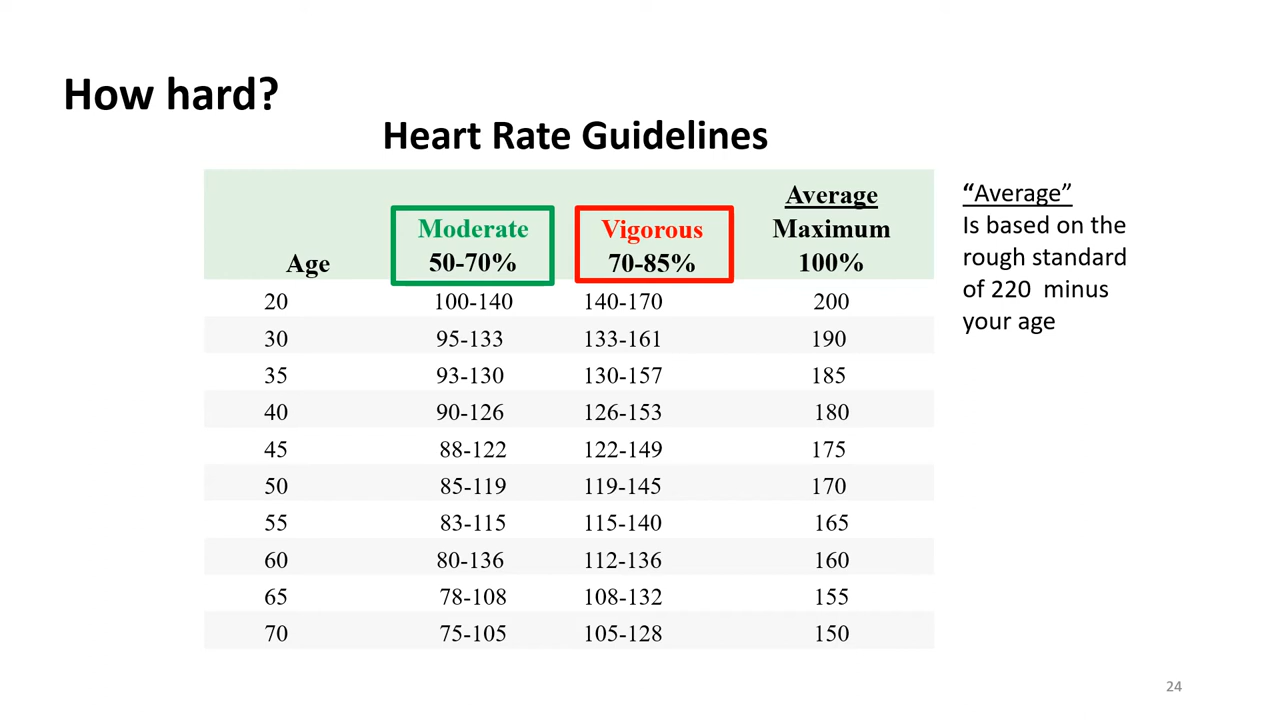 How hard?
Heart Rate Guidelines
Age
Moderate
50-70%
Vigorous
70-85%
Average
Maximum
100%
20 100-140 140-170 200
30 95-133 133-161 190
35 93-130 130-157 185
40 90-126 126-153 180
45 88-122 122-149 175
50 85-119 119-145 170
55 83-115 115-140 165
60 80-136 112-136 160
65 78-108 108-132 155
70 75-105 105-128 150
“Average”
Is based on the
rough standard
of 220 minus
your age
24